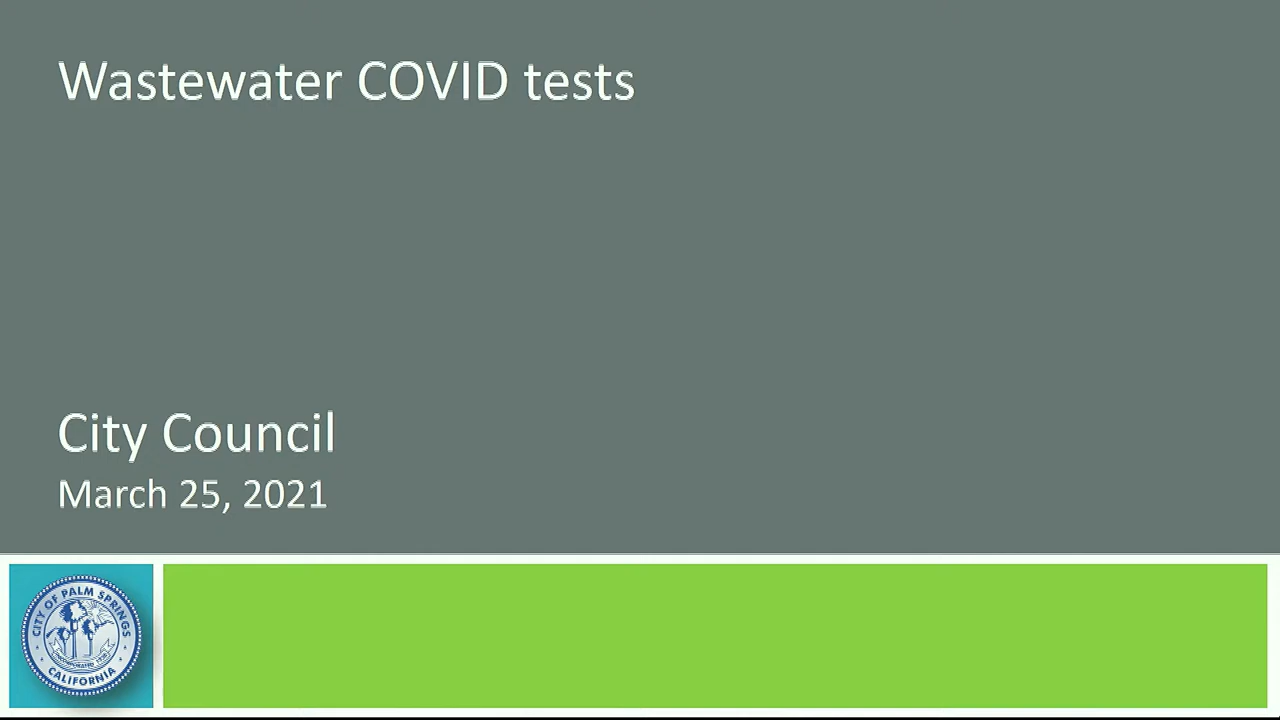 Wastewater COVID tests
City Council
March 25, 2021
CITY OF PALM SPRINGS
CALIFORNIA